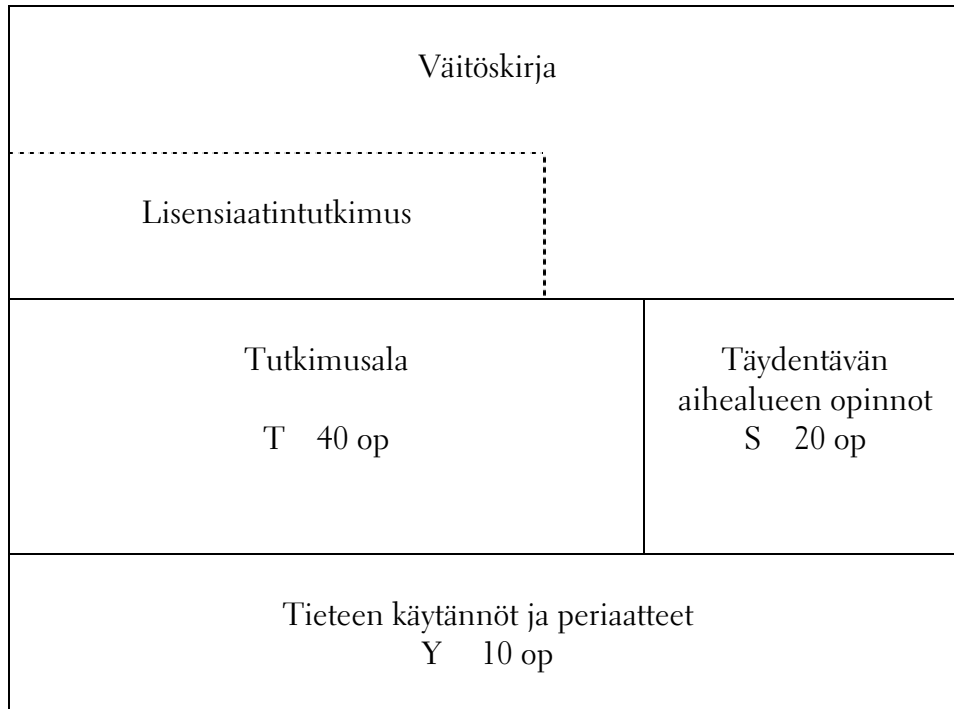 Väitöskirja
Lisensiaatintutkimus
Tutkimusala
T 40 op
Täydentävän
aihealueen opinnot
S 20 op
Tieteen käytännöt ja periaatteet
Y 10 op